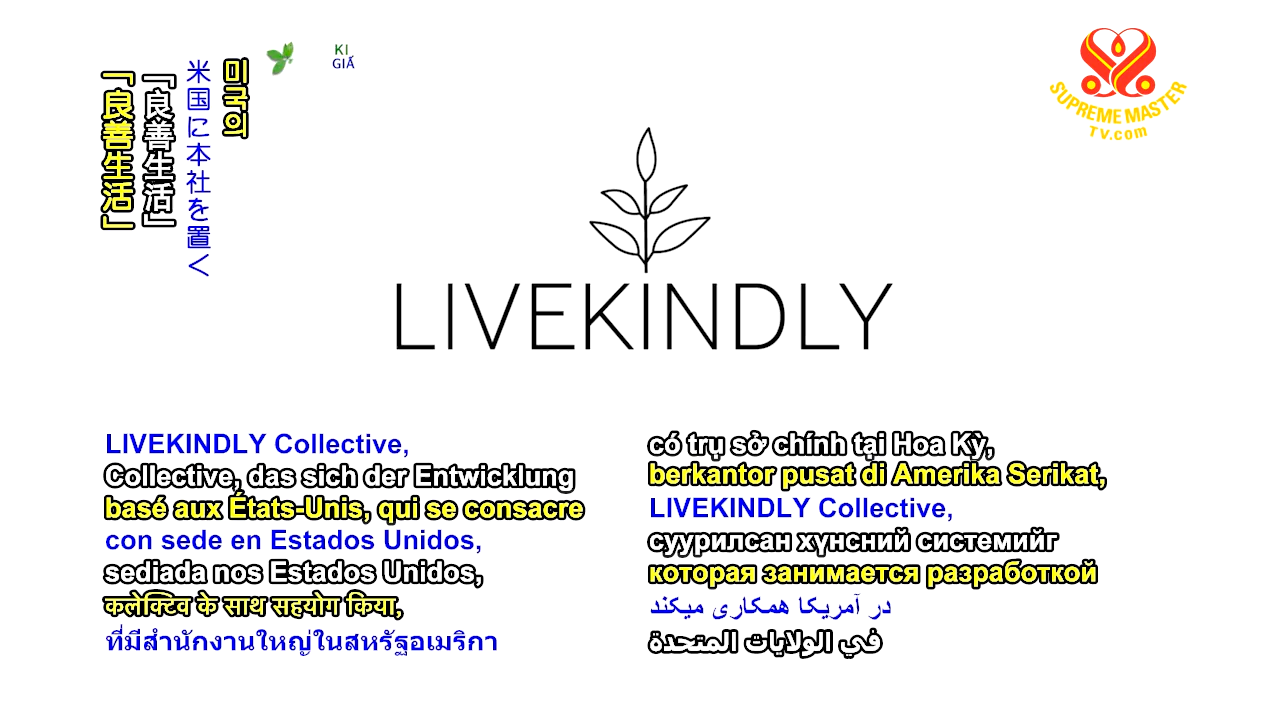 「良善生活」
『良善生活』
米国に本社を置く
미국의
KI
GIẢ
SUPREME MASTER
TV.com
LIVEKINDLY
LIVEKINDLY Collective,
Collective, das sich der Entwicklung
basé aux États-Unis, qui se consacre
con sede en Estados Unidos,
sediada nos Estados Unidos,
कलेक्टिव के साथ सहयोग किया,
ที่มีสำนักงานใหญ่ในสหรัฐอเมริกา
có trụ sở chính tại Hoa Kỳ,
berkantor pusat di Amerika Serikat,
LIVEKINDLY Collective,
суурилсан хүнсний системийг
которая занимается разработкой
در آمریکا همکاری میکند
في الولايات المتحدة